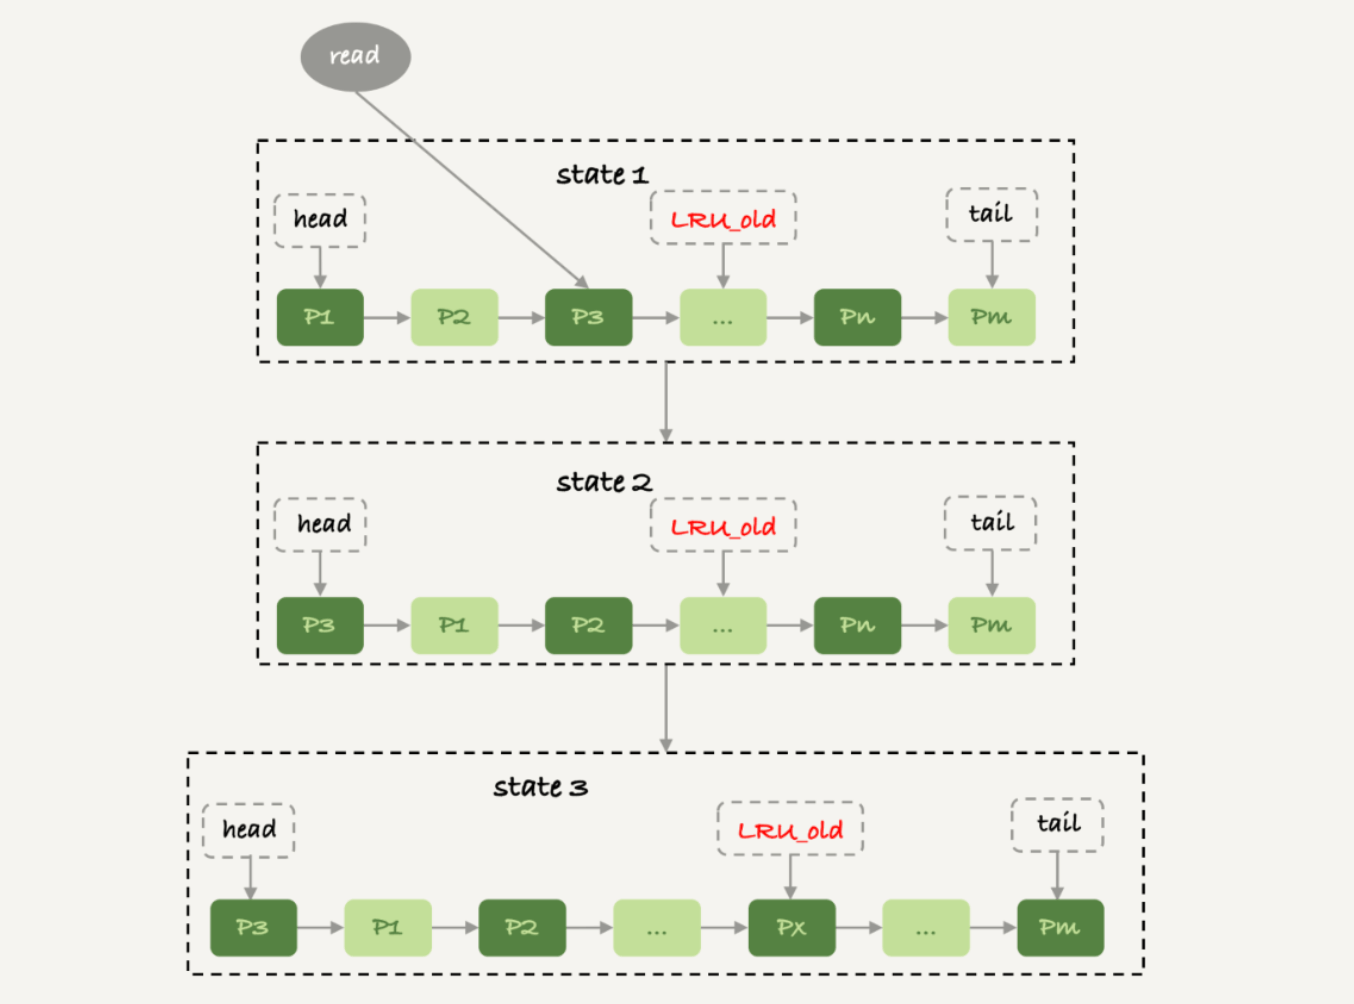 read
state 1
head
LRU_old
tail
P1 P2 P3 ... Pn Pm
state 2
head
LRU_old
tail
P3 P1 P2 ... Pn Pm
state 3
head
LRU_old
tail
P3 P1 P2 ... Px ... Pm